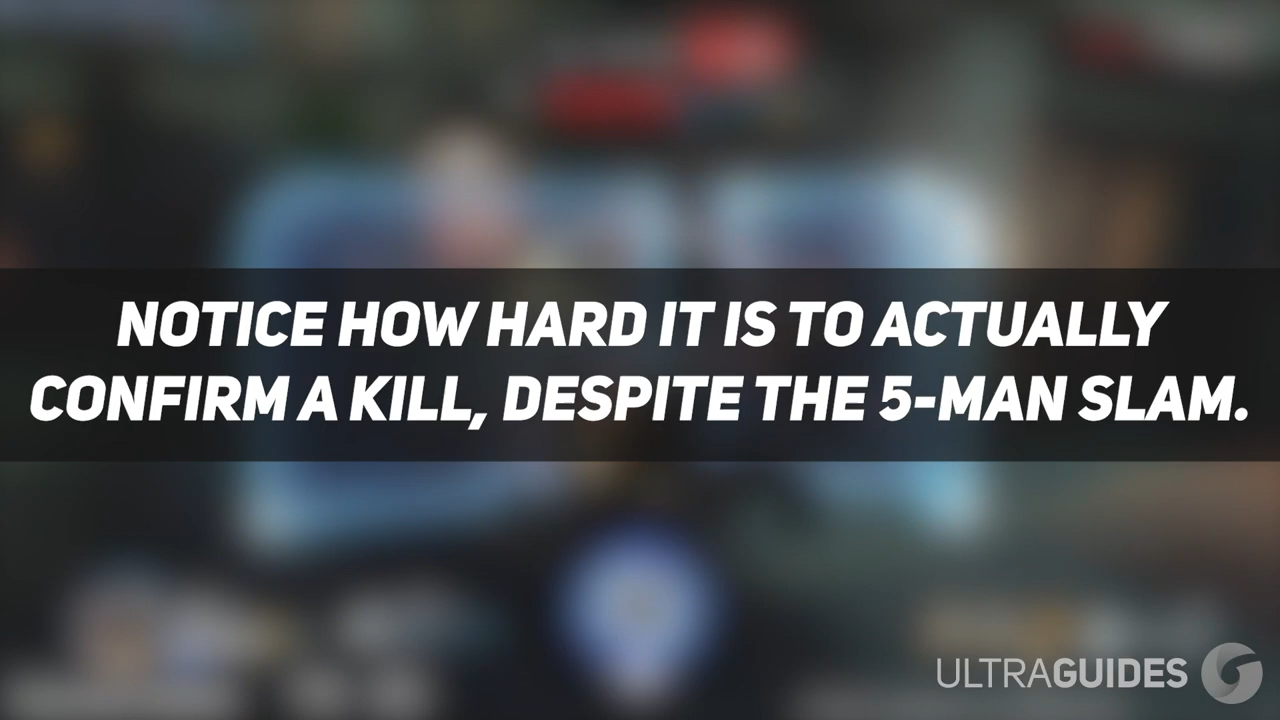 NOTICE HOW HARD IT IS TO ACTUALLY
CONFIRM A KILL, DESPITE THE 5-MAN SLAM.
ULTRAGUIDES